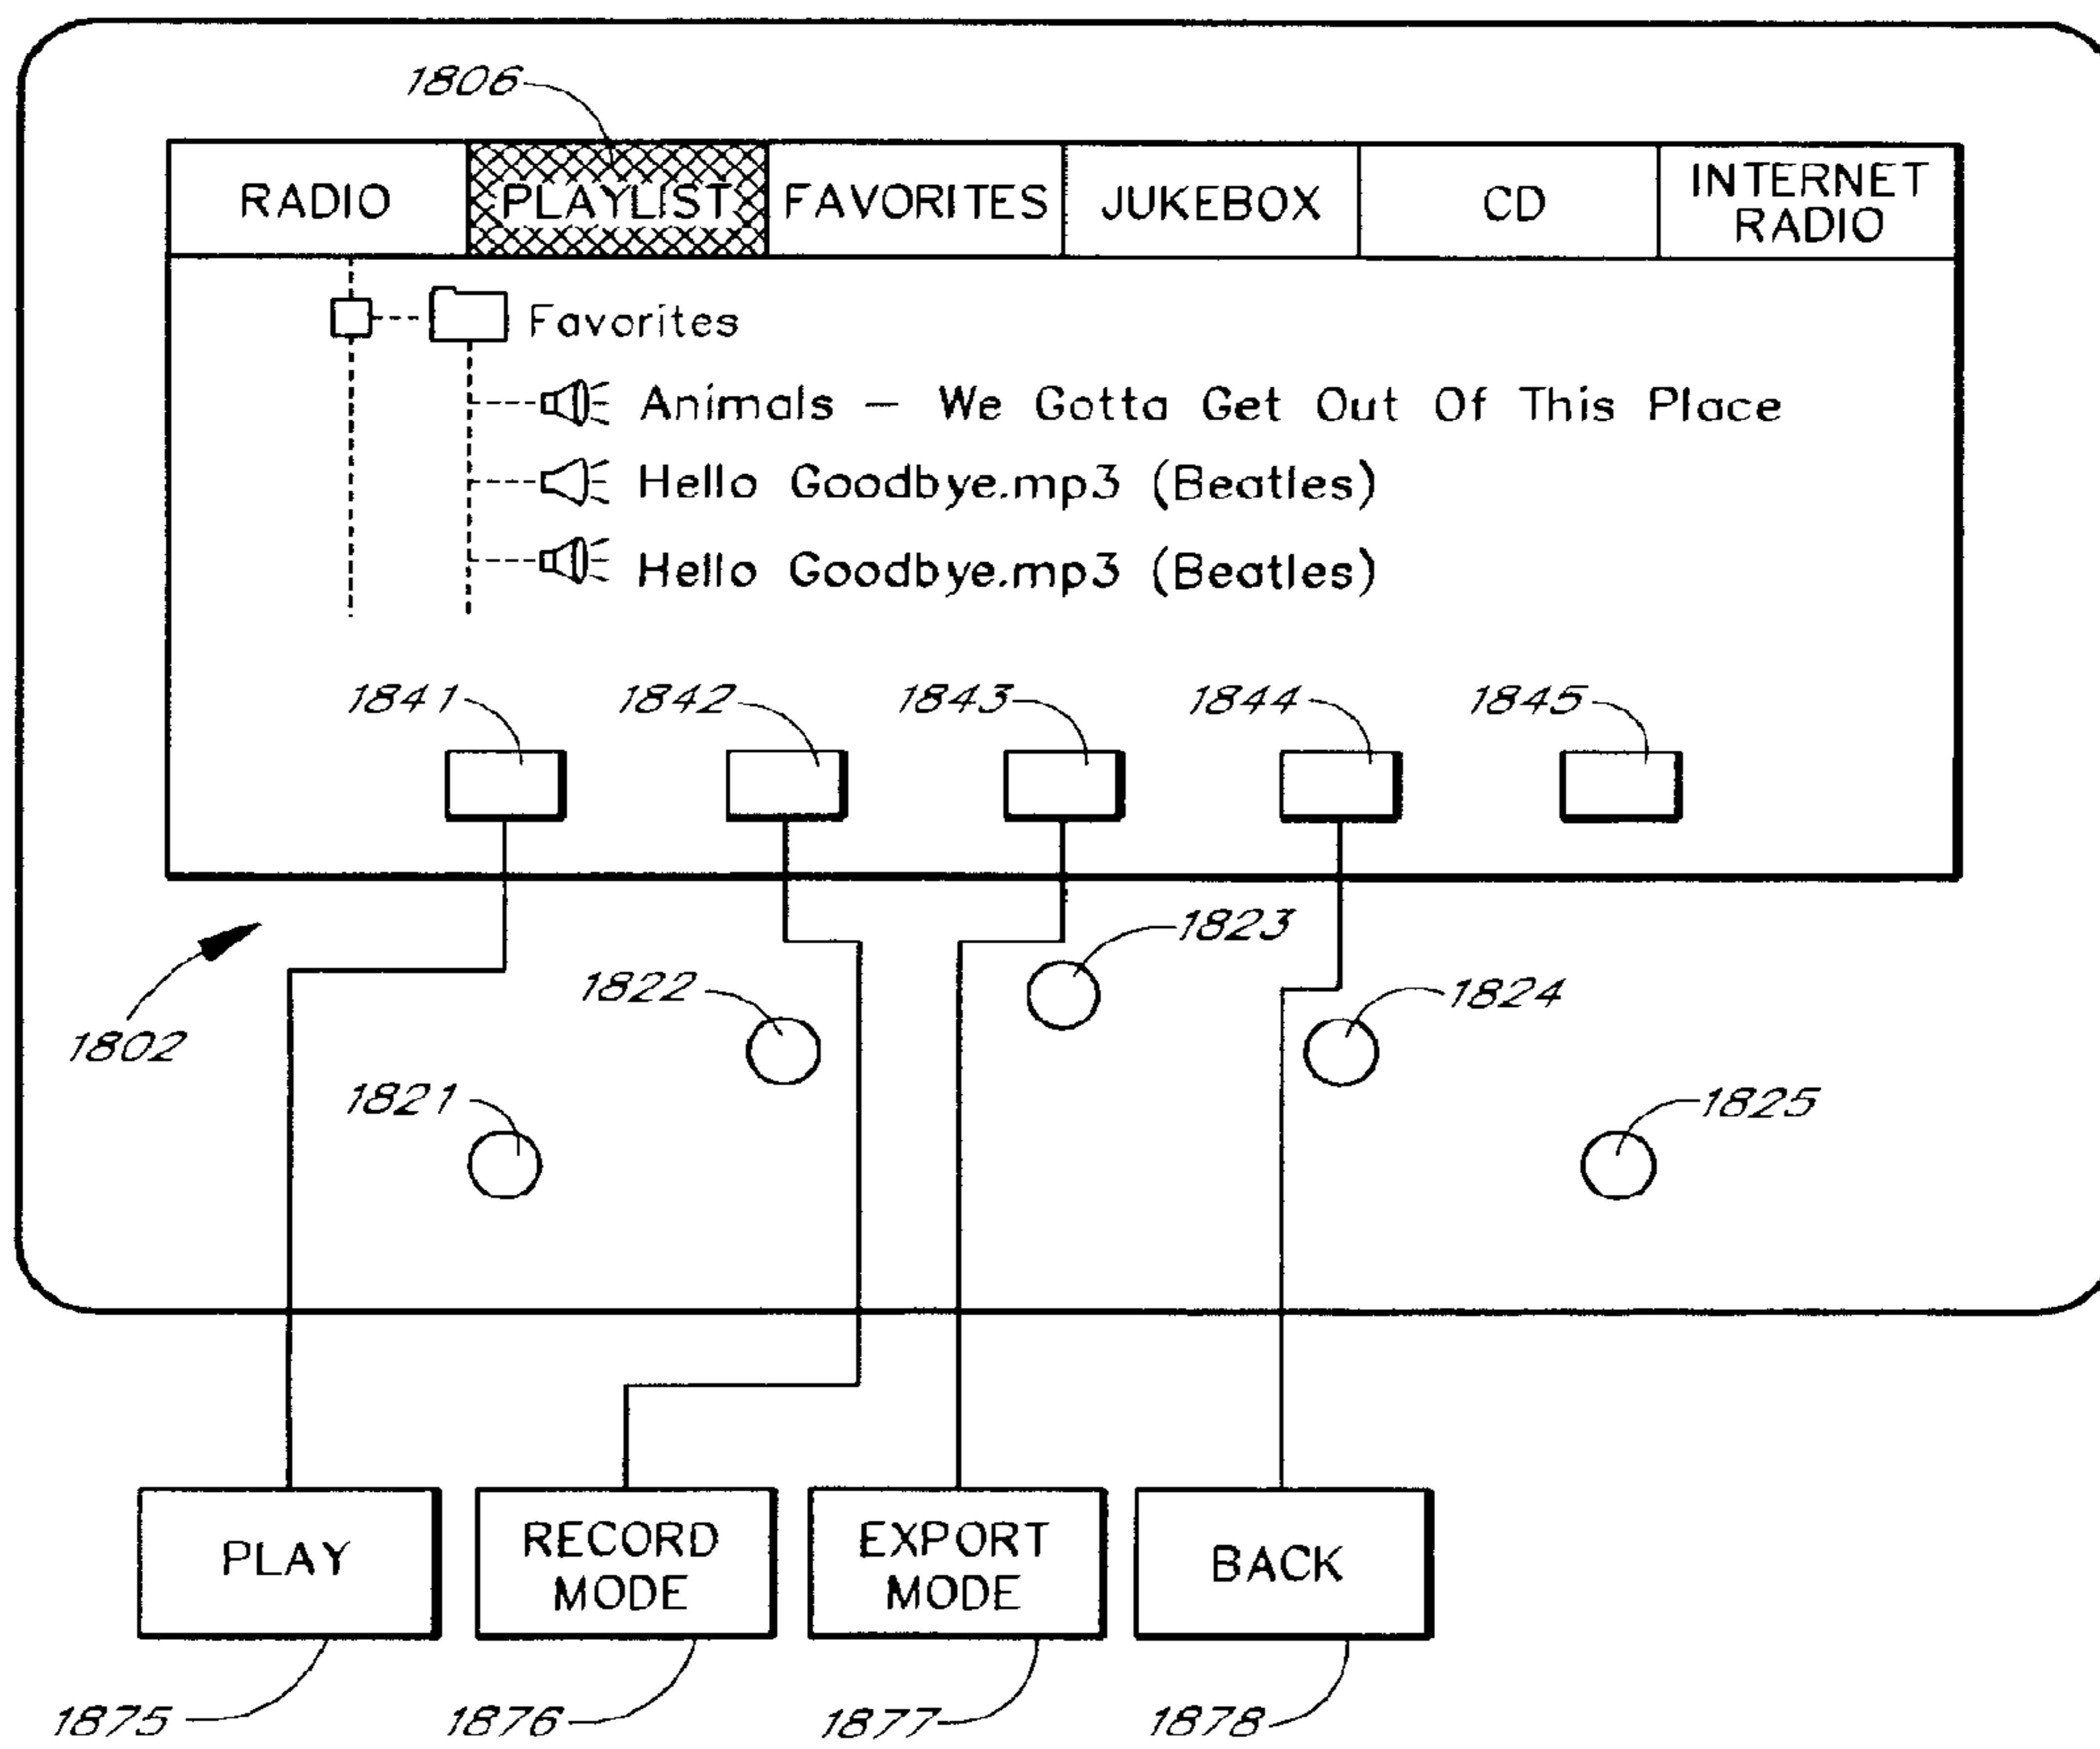 1806
RADIO PLAYLIST FAVORITES JUKEBOX CD INTERNET RADIO
Favorites
Animals – We Gotta Get Out Of This Place
Hello Goodbye.mp3 (Beatles)
Hello Goodbye.mp3 (Beatles)
1841 1842 1843 1844 1845
1823
1822 1824
1802
1821 1825
PLAY
RECORD MODE
EXPORT MODE
BACK
1875 1876 1877 1878